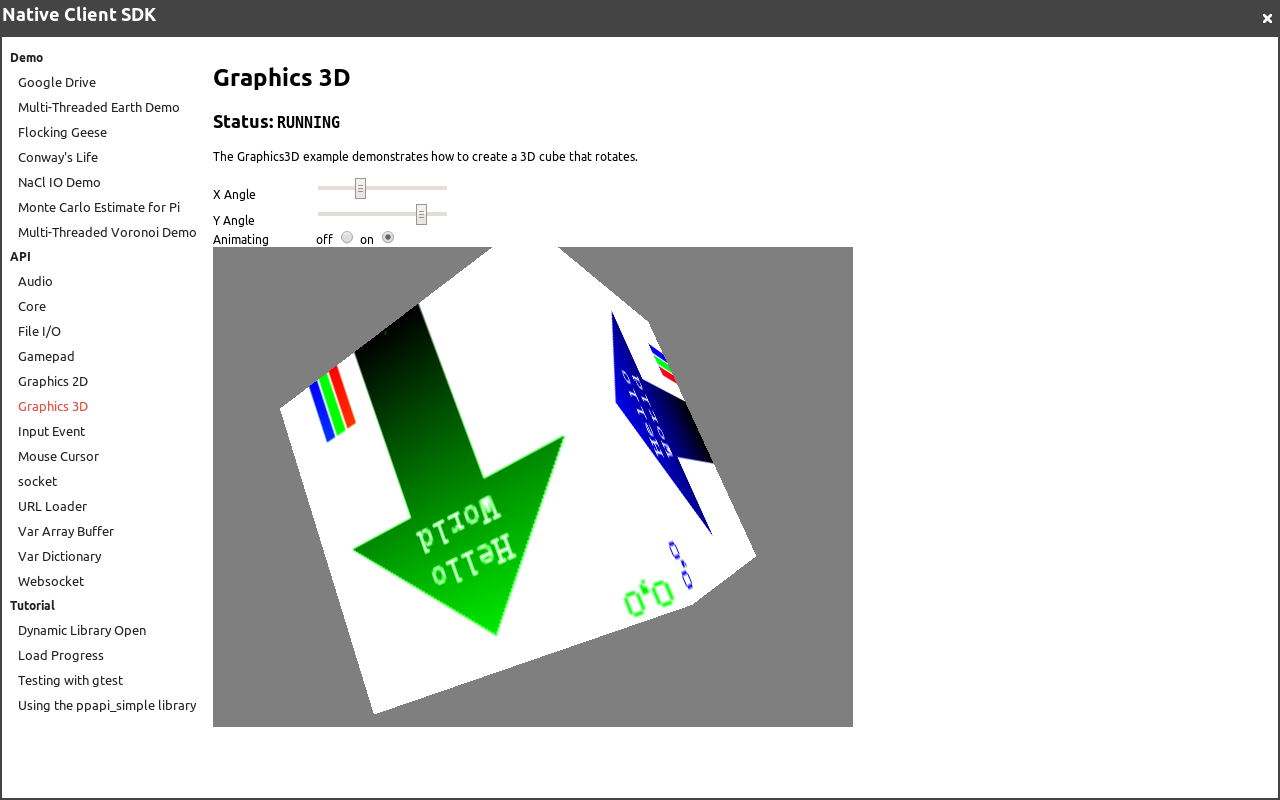 Native Client SDK
Demo
Google Drive
Multi-Threaded Earth Demo
Flocking Geese
Conway's Life
NaCl IO Demo
Monte Carlo Estimate for Pi
Multi-Threaded Voronoi Demo
API
Audio
Core
File I/O
Gamepad
Graphics 2D
Graphics 3D
Input Event
Mouse Cursor
socket
URL Loader
Var Array Buffer
Var Dictionary
Websocket
Tutorial
Dynamic Library Open
Load Progress
Testing with gtest
Using the ppapi_simple library
Graphics 3D
Status: RUNNING
The Graphics3D example demonstrates how to create a 3D cube that rotates.
X Angle
Y Angle
Animating off on
Hello
World
0,0
Hello
World
0,0